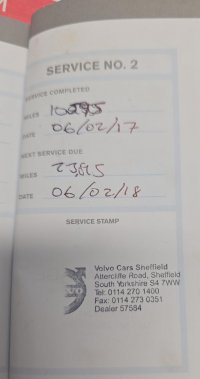 SERVICE NO. 2
SERVICE COMPLETED
MILES
DATE 06/02/17
NEXT SERVICE DUE
MILES
DATE 06/02/18
SERVICE STAMP
Volvo Cars Sheffield
Attercliffe Road, Sheffield
South Yorkshire S4 7WW
Tel: 0114 270 1400
Fax: 0114 273 0351
Dealer 57584